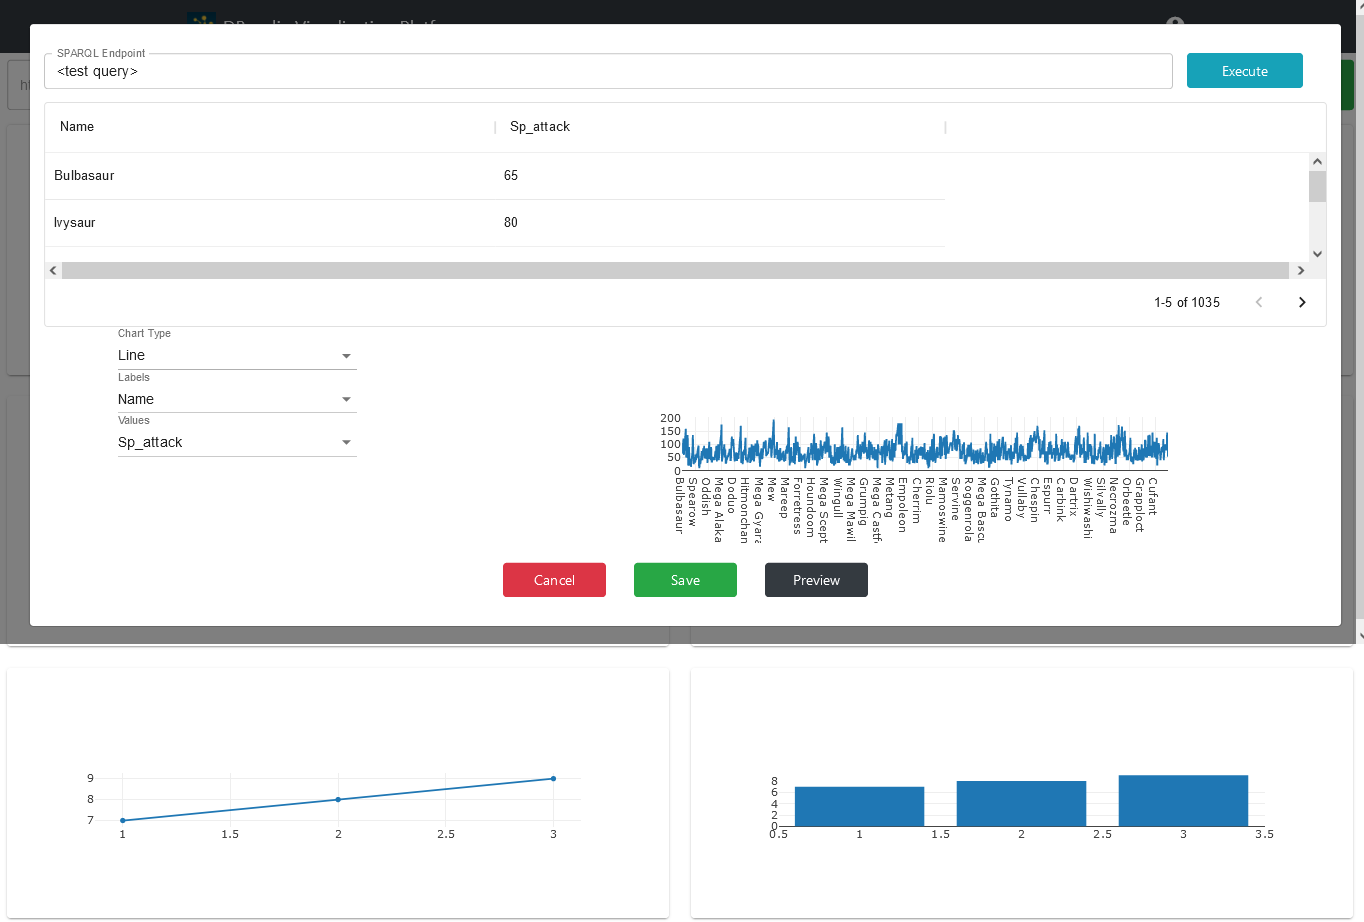 SPARQL Endpoint
<test query>
Execute
Name
Sp_attack
Bulbasaur
65
Ivysaur
80
1-5 of 1035
Chart Type
Line
Labels
Name
Values
Sp_attack
200
150
100
50
0
Bulbasaur
Spearow
Oddish
Mega Alaka
Doduo
Hitmonchan
Mega Gyara
Mew
Mareep
Forretress
Houndoom
Mega Scept
Wingull
Mega Mawil
Grumpig
Mega Castf
Metang
Empoleon
Cherrim
Riolu
Mamoswine
Servine
Roggenrola
Mega Bascu
Gothita
Tynamo
Vullaby
Chespin
Espurr
Carbink
Dartrix
Wishiwashi
Silvally
Necrozma
Orbeetle
Grapploct
Cufant
Cancel
Save
Preview
9
8
7
1
1.5
2
2.5
3
8
6
4
2
0
0.5
1
1.5
2
2.5
3
3.5